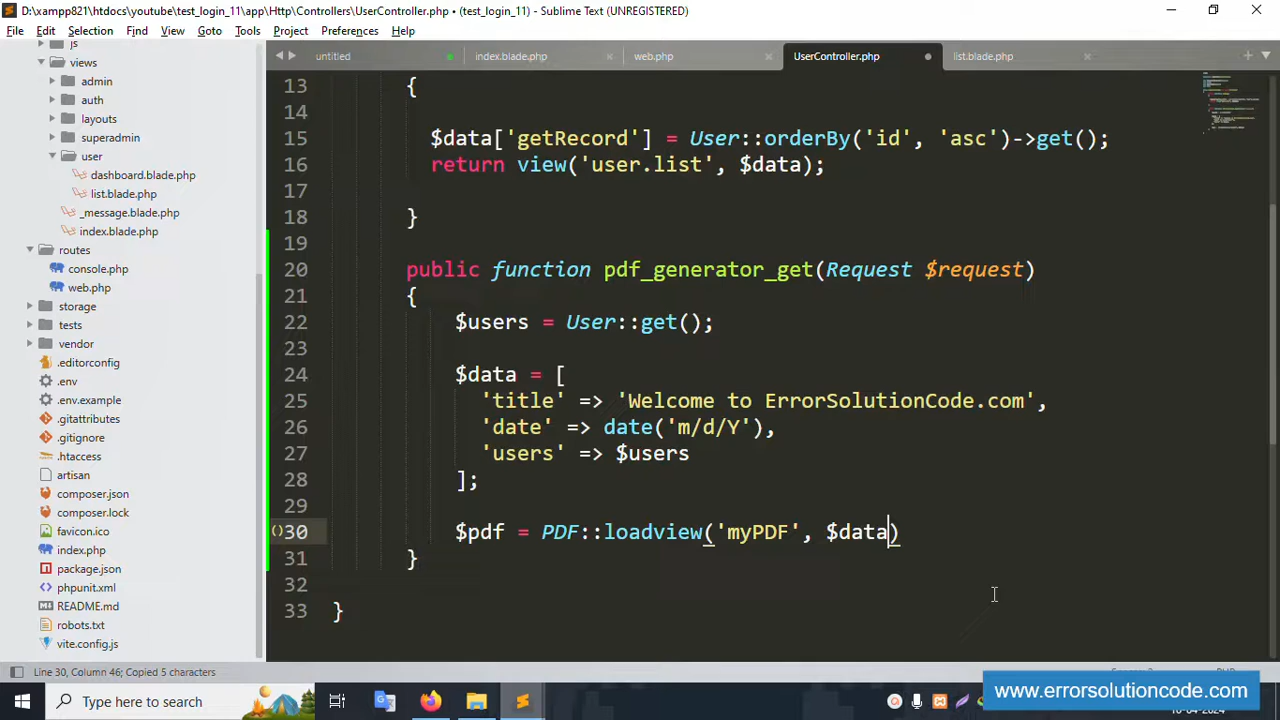 D:\xampp821\htdocs\youtube\test_login_11\app\Http\Controllers\UserController.php • (test_login_11) - Sublime Text (UNREGISTERED)
File Edit Selection Find View Goto Tools Project Preferences Help
js
views
admin
auth
layouts
superadmin
user
dashboard.blade.php
list.blade.php
_message.blade.php
index.blade.php
routes
console.php
web.php
storage
tests
vendor
.editorconfig
.env
.env.example
.gitattributes
.gitignore
.htaccess
artisan
composer.json
composer.lock
favicon.ico
index.php
package.json
phpunit.xml
README.md
robots.txt
vite.config.js
untitled index.blade.php web.php UserController.php list.blade.php
13 {
14
15 $data['getRecord'] = User::orderBy('id', 'asc')->get();
16 return view('user.list', $data);
17
18 }
19
20 public function pdf_generator_get(Request $request)
21 {
22 $users = User::get();
23
24 $data = [
25 'title' => 'Welcome to ErrorSolutionCode.com',
26 'date' => date('m/d/Y'),
27 'users' => $users
28 ];
29
30 $pdf = PDF::loadview('myPDF', $data)
31 }
32
33 }
Line 30, Column 46; Copied 5 characters
Type here to search
www.errorsolutioncode.com